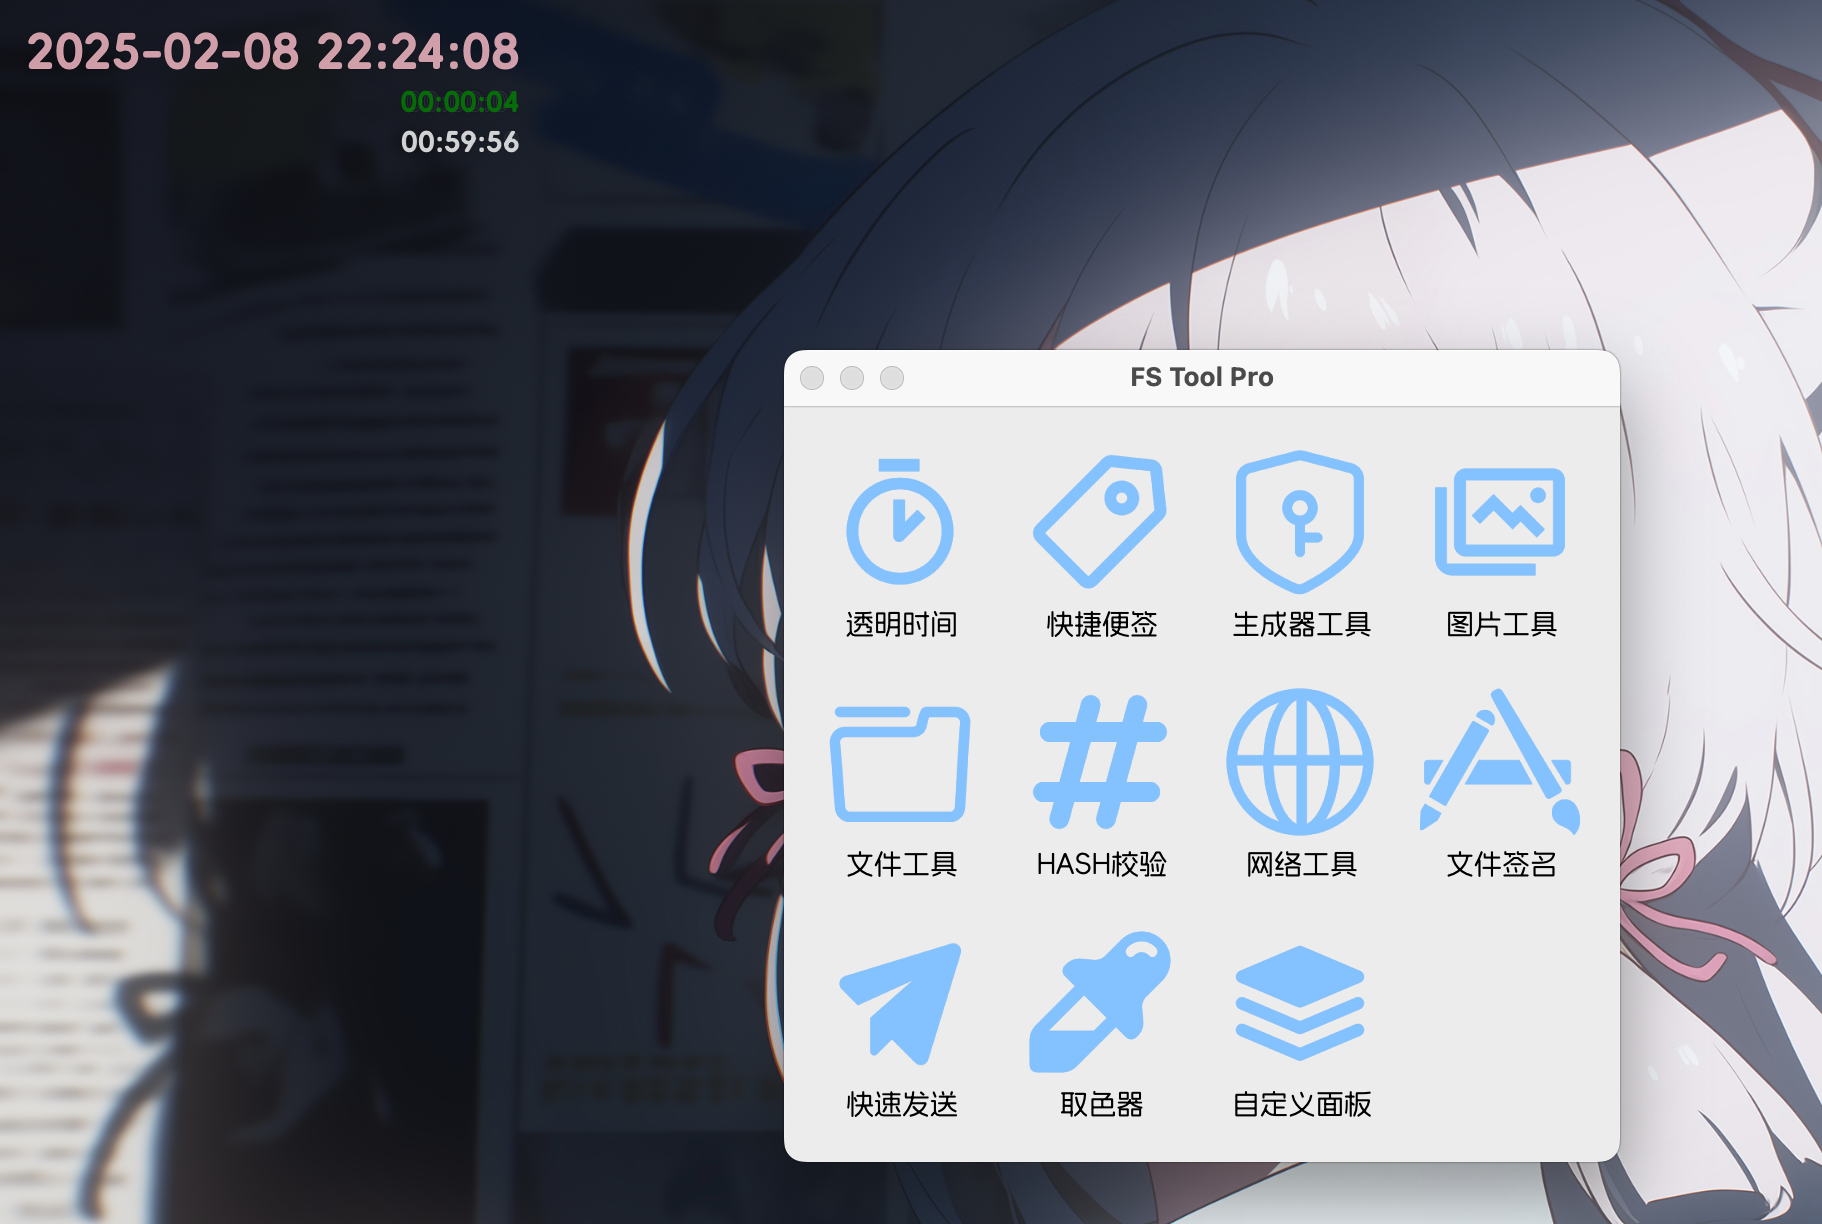 2025-02-08 22:24:08
00:00:04
00:59:56
FS Tool Pro
透明时间
快捷便签
生成器工具
图片工具
文件工具
HASH校验
网络工具
文件签名
快速发送
取色器
自定义面板